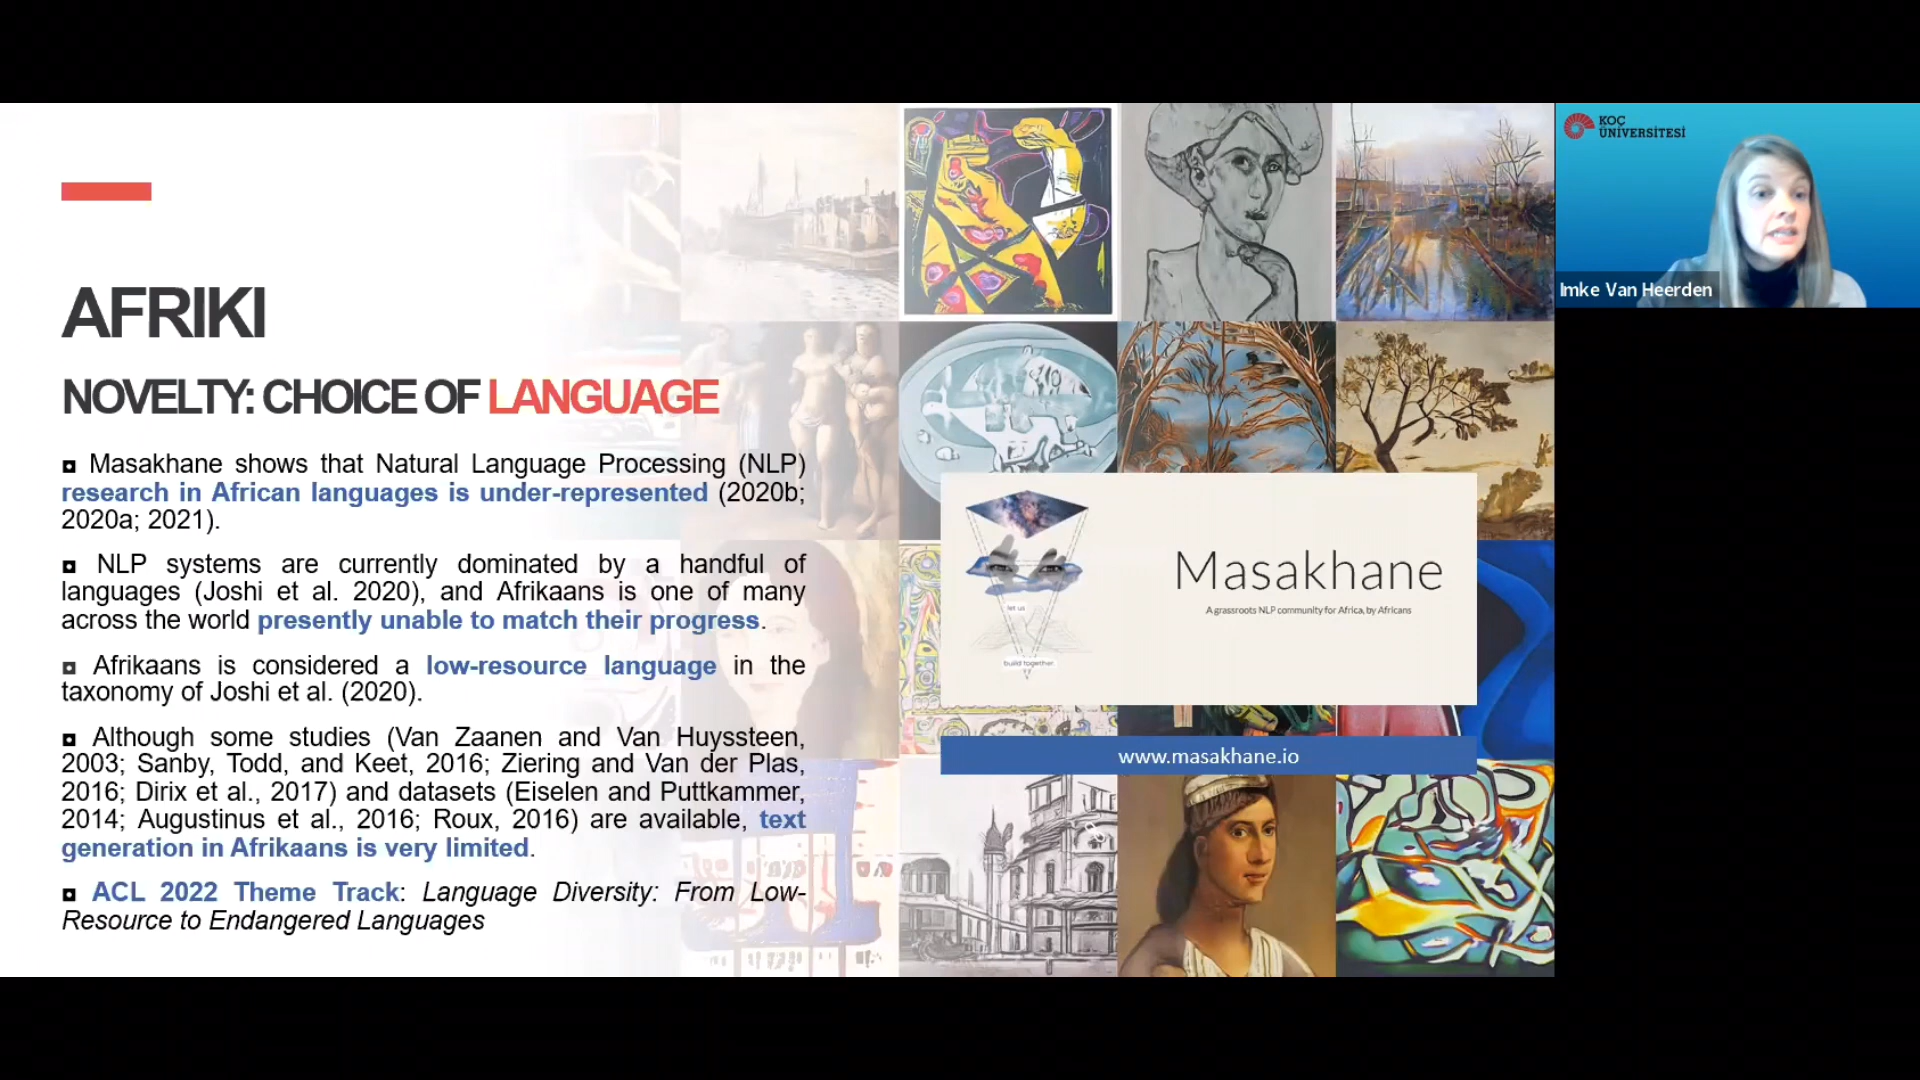 AFRIKI
NOVELTY: CHOICE OF LANGUAGE
Masakhane shows that Natural Language Processing (NLP)
research in African languages is under-represented (2020b;
2020a; 2021).
NLP systems are currently dominated by a handful of
languages (Joshi et al. 2020), and Afrikaans is one of many
across the world presently unable to match their progress.
Afrikaans is considered a low-resource language in the
taxonomy of Joshi et al. (2020).
Although some studies (Van Zaanen and Van Huyssteen,
2003; Sanby, Todd, and Keet, 2016; Ziering and Van der Plas,
2016; Dirix et al., 2017) and datasets (Eiselen and Puttkammer,
2014; Augustinus et al., 2016; Roux, 2016) are available, text
generation in Afrikaans is very limited.
ACL 2022 Theme Track: Language Diversity: From Low-
Resource to Endangered Languages
let us
build together
Masakhane
A grassroots NLP community for Africa, by Africans
www.masakhane.io
KOÇ
ÜNİVERSİTESİ
Imke Van Heerden